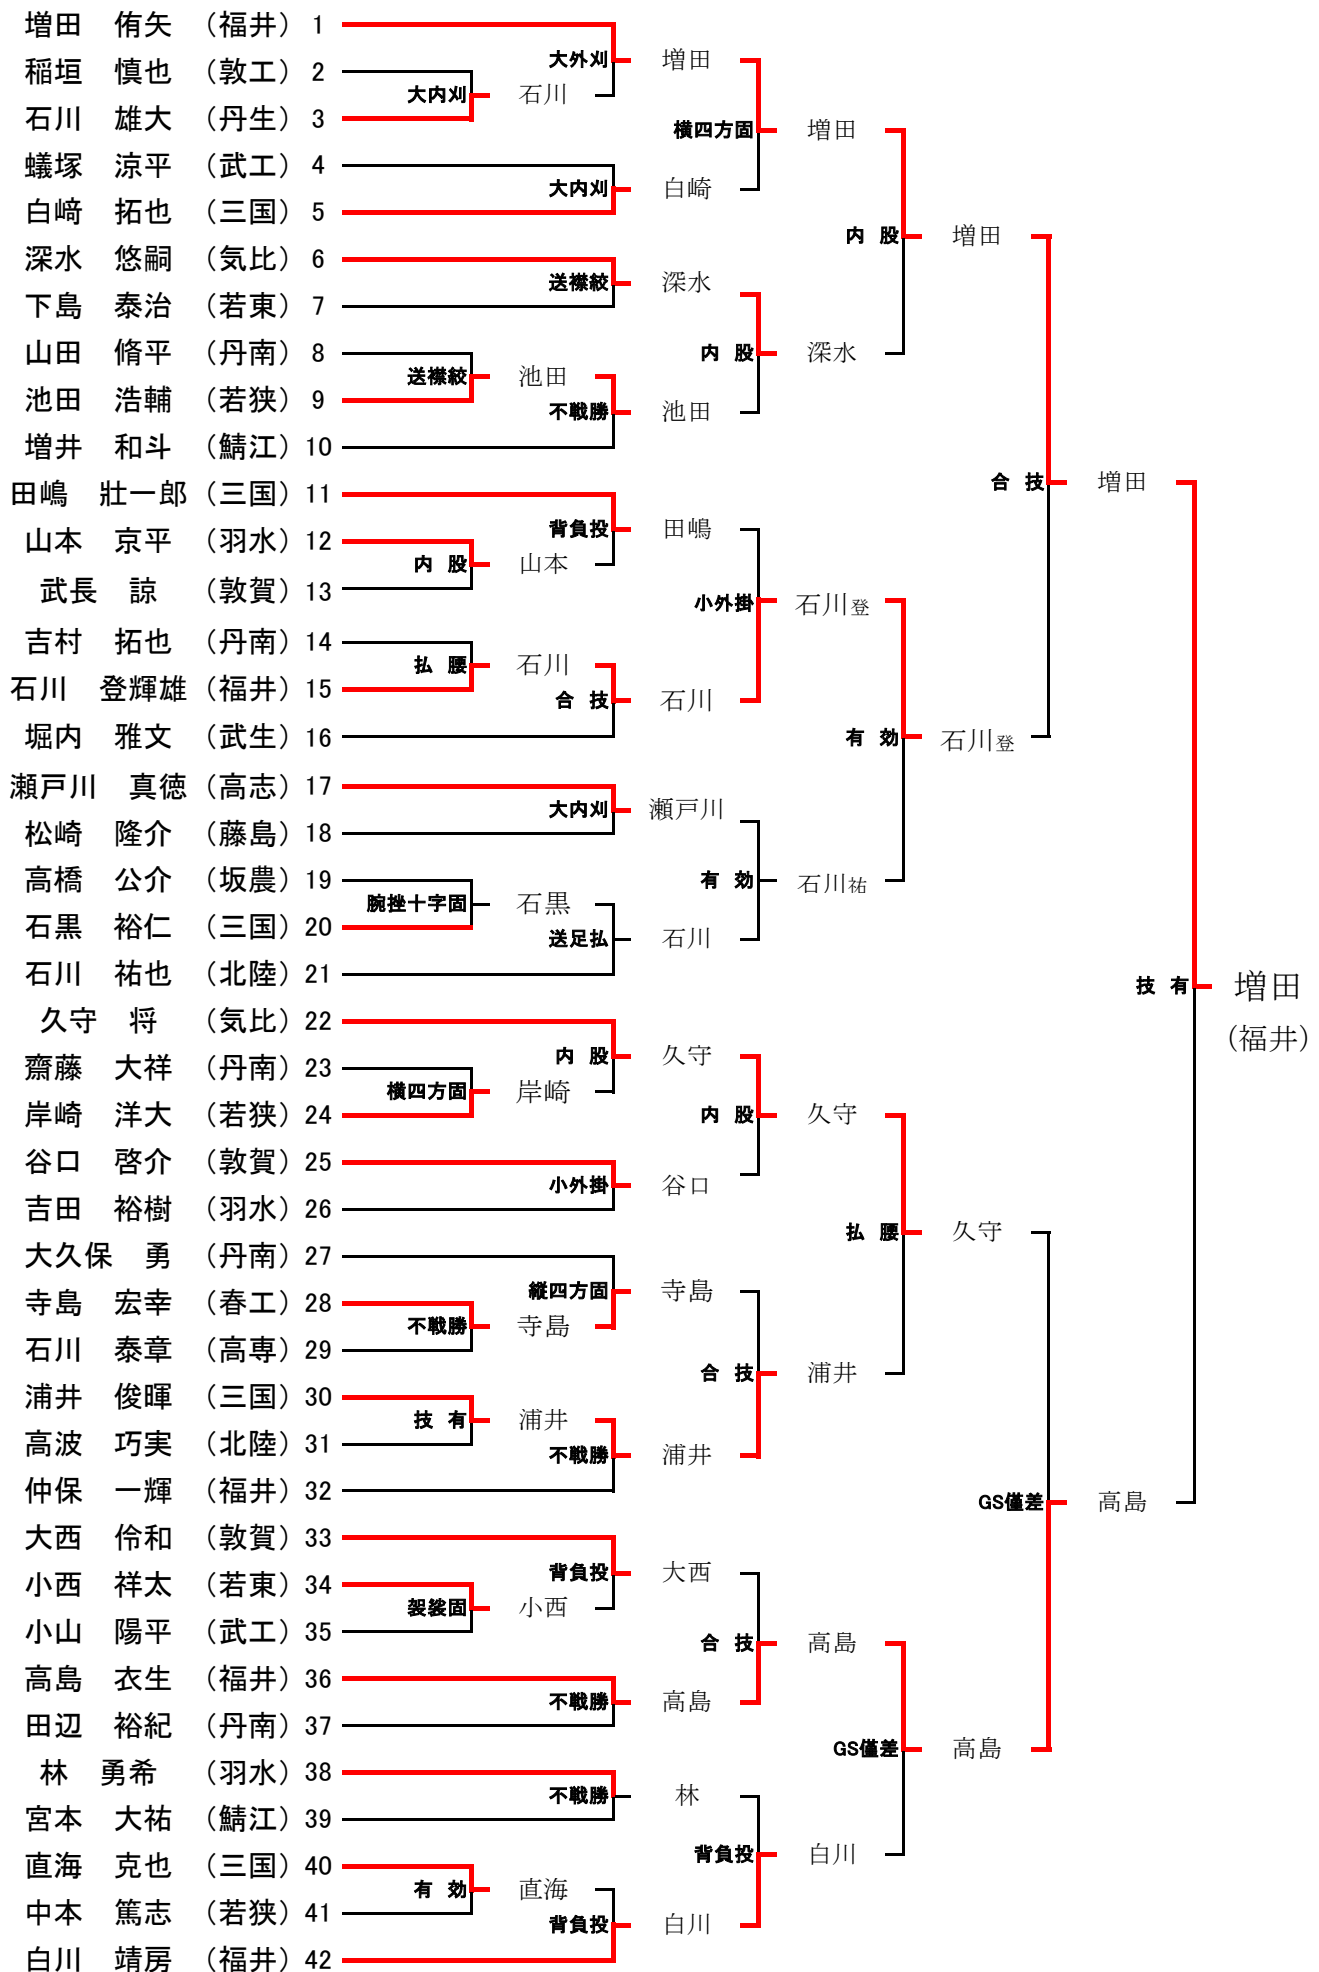 増田　侑矢　（福井） 1
稲垣　慎也　（敦工） 2
石川　雄大　（丹生） 3
蟻塚　涼平　（武工） 4
白﨑　拓也　（三国） 5
深水　悠嗣　（気比） 6
下島　泰治　（若東） 7
山田　脩平　（丹南） 8
池田　浩輔　（若狭） 9
増井　和斗　（鯖江） 10
田嶋　壯一郎（三国） 11
山本　京平　（羽水） 12
武長　諒　（敦賀） 13
吉村　拓也　（丹南） 14
石川　登輝雄（福井） 15
堀内　雅文　（武生） 16
瀬戸川　真徳（高志） 17
松崎　隆介　（藤島） 18
高橋　公介　（坂農） 19
石黒　裕仁　（三国） 20
石川　祐也　（北陸） 21
久守　将　（気比） 22
齋藤　大祥　（丹南） 23
岸崎　洋大　（若狭） 24
谷口　啓介　（敦賀） 25
吉田　裕樹　（羽水） 26
大久保　勇　（丹南） 27
寺島　宏幸　（春工） 28
石川　泰章　（高専） 29
浦井　俊暉　（三国） 30
高波　巧実　（北陸） 31
仲保　一輝　（福井） 32
大西　伶和　（敦賀） 33
小西　祥太　（若東） 34
小山　陽平　（武工） 35
高島　衣生　（福井） 36
田辺　裕紀　（丹南） 37
林　勇希　（羽水） 38
宮本　大祐　（鯖江） 39
直海　克也　（三国） 40
中本　篤志　（若狭） 41
白川　靖房　（福井） 42
大内刈　石川
送襟絞　池田
内 股　山本
払 腰　石川
腕挫十字固　石黒
横四方固　岸崎
不戦勝　寺島
技 有　浦井
袈裟固　小西
有 効　直海
大外刈　増田
大内刈　白崎
送襟絞　深水
不戦勝　池田
背負投　田嶋
合 技　石川
大内刈　瀬戸川
送足払　石川
内 股　久守
小外掛　谷口
縦四方固　寺島
不戦勝　浦井
背負投　大西
不戦勝　高島
不戦勝　林
背負投　白川
横四方固　増田
内 股　深水
小外掛　石川登
有 効　石川祐
内 股　久守
合 技　浦井
合 技　高島
背負投　白川
内 股　増田
有 効　石川登
払 腰　久守
GS僅差　高島
合 技　増田
GS僅差　高島
技 有　増田
（福井）